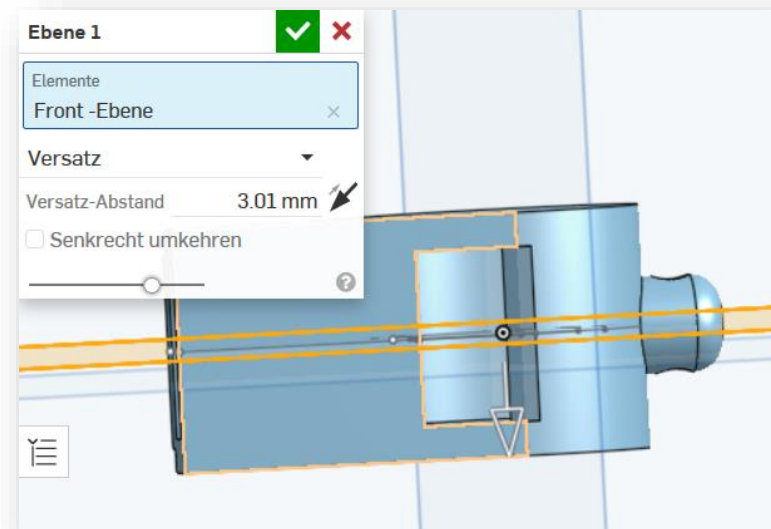 Ebene 1
Elemente
Front -Ebene
Versatz
Versatz-Abstand 3.01 mm
Senkrecht umkehren